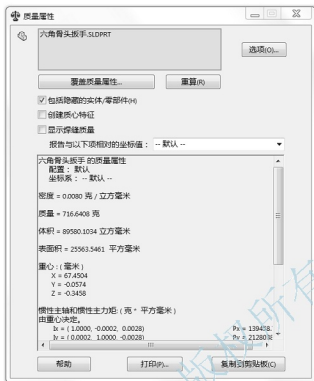 质量属性
六角骨头扳手.SLDPRT
选项(O)...
覆盖质量属性...
重算(R)
包括隐藏的实体/零部件(H)
创建质心特征
显示焊缝质量
报告与以下项相对的坐标值： -- 默认 --
六角骨头扳手 的质量属性
配置： 默认
坐标系： -- 默认 --
密度 = 0.0080 克 / 立方毫米
质量 = 716.6408 克
体积 = 89580.1034 立方毫米
表面积 = 25563.5461 平方毫米
重心 : ( 毫米 )
X = 67.4504
Y = -0.0574
Z = -0.3458
惯性主轴和惯性主力矩: ( 克 * 平方毫米 )
由重心决定。
Ix = ( 1.0000, -0.0002, 0.0028)
Px = 139438.
Iy = ( 0.0002, 1.0000, -0.0028)
帮助
打印(P)...
复制到剪贴板(C)